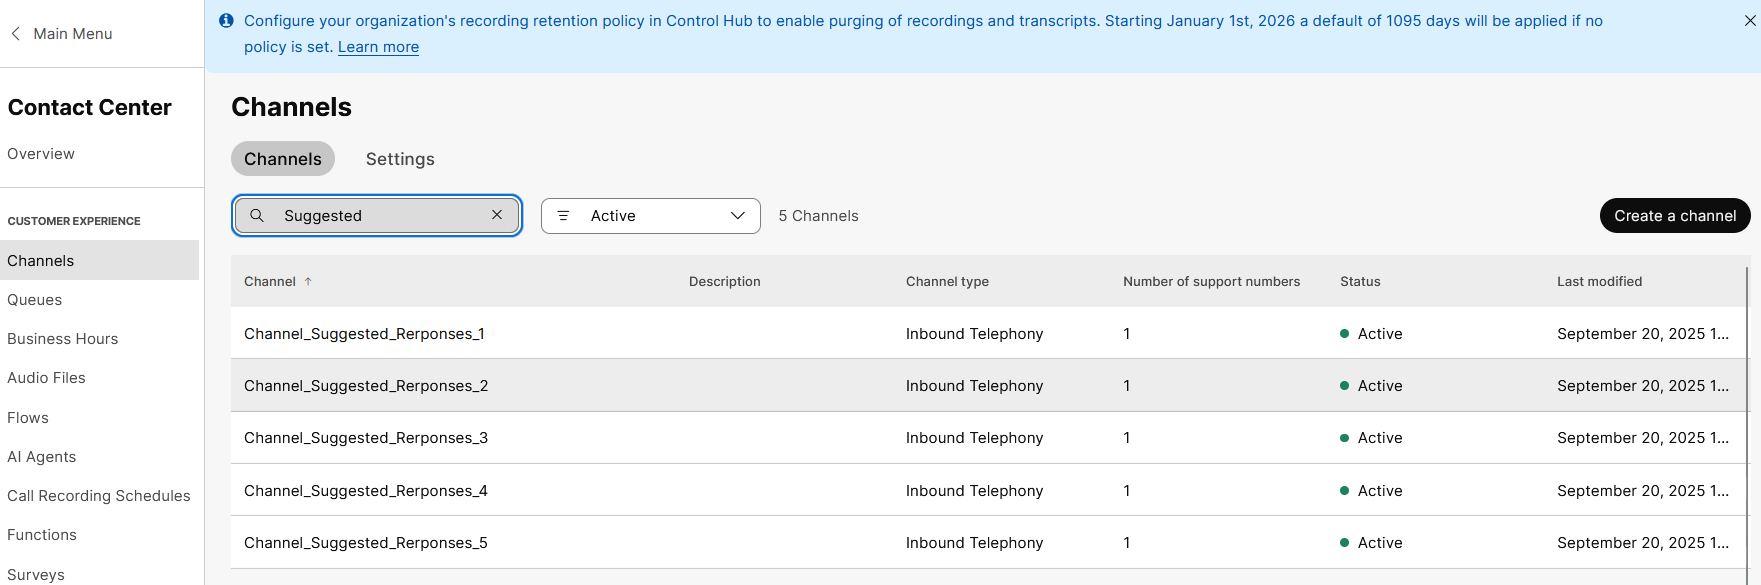 Main Menu
Configure your organization's recording retention policy in Control Hub to enable purging of recordings and transcripts. Starting January 1st, 2026 a default of 1095 days will be applied if no
policy is set. Learn more
Contact Center
Overview
CUSTOMER EXPERIENCE
Channels
Queues
Business Hours
Audio Files
Flows
AI Agents
Call Recording Schedules
Functions
Surveys
Channels
Channels Settings
Suggested Active 5 Channels Create a channel
Channel Description Channel type Number of support numbers Status Last modified
Channel_Suggested_Rerponses_1 Inbound Telephony 1 Active September 20, 2025 1...
Channel_Suggested_Rerponses_2 Inbound Telephony 1 Active September 20, 2025 1...
Channel_Suggested_Rerponses_3 Inbound Telephony 1 Active September 20, 2025 1...
Channel_Suggested_Rerponses_4 Inbound Telephony 1 Active September 20, 2025 1...
Channel_Suggested_Rerponses_5 Inbound Telephony 1 Active September 20, 2025 1...